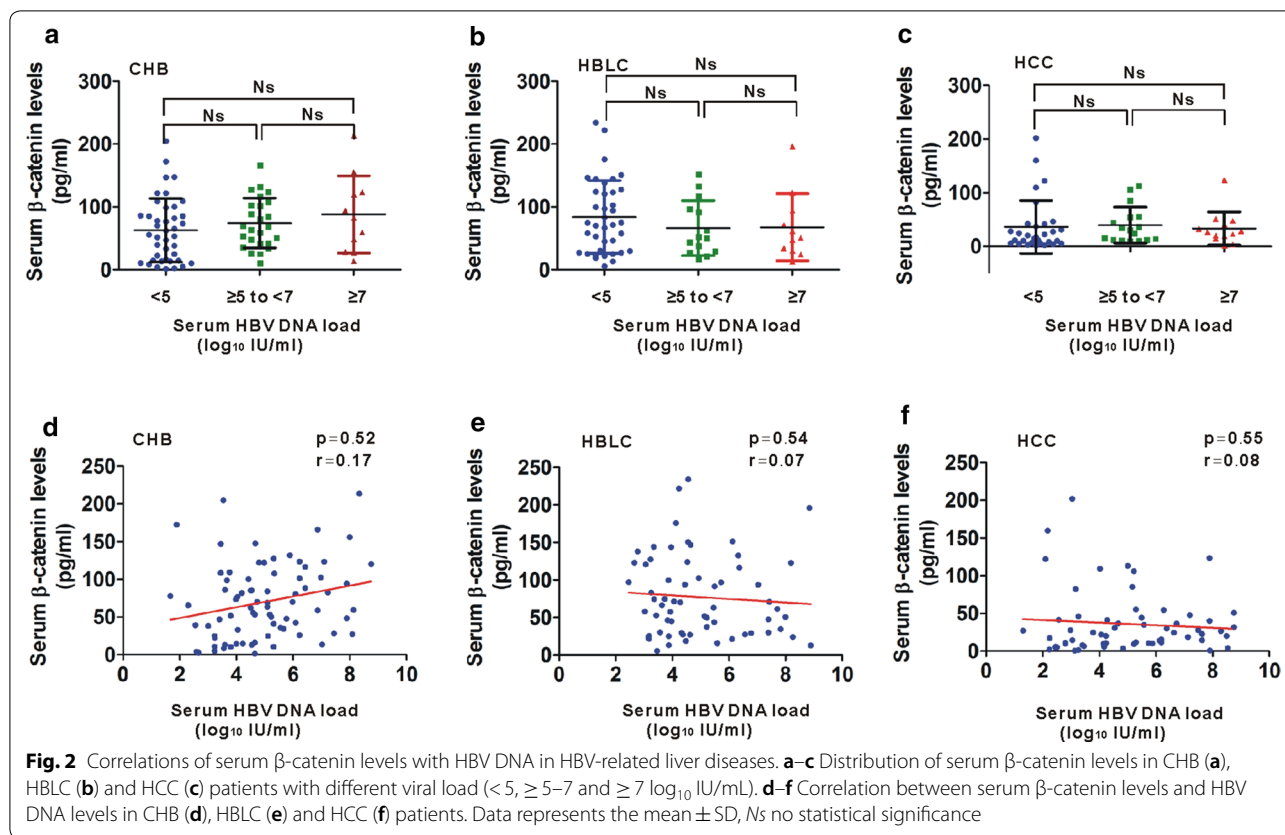 a
CHB
300
200
100
0
Ns
Ns
Ns
Serum β-catenin levels
(pg/ml)
<5
≥5 to <7
≥7
Serum HBV DNA load
(log₁₀ IU/ml)
b
HBLC
300
200
100
0
Ns
Ns
Ns
Serum β-catenin levels
(pg/ml)
<5
≥5 to <7
≥7
Serum HBV DNA load
(log₁₀ IU/ml)
c
HCC
300
200
100
0
Ns
Ns
Ns
Serum β-catenin levels
(pg/ml)
<5
≥5 to <7
≥7
Serum HBV DNA load
(log₁₀ IU/ml)
d
CHB
p=0.52
r=0.17
250
200
150
100
50
0
Serum β-catenin levels
(pg/ml)
0 2 4 6 8 10
Serum HBV DNA load
(log₁₀ IU/ml)
e
HBLC
p=0.54
r=0.07
250
200
150
100
50
0
Serum β-catenin levels
(pg/ml)
0 2 4 6 8 10
Serum HBV DNA load
(log₁₀ IU/ml)
f
HCC
p=0.55
r=0.08
250
200
150
100
50
0
Serum β-catenin levels
(pg/ml)
0 2 4 6 8 10
Serum HBV DNA load
(log₁₀ IU/ml)
Fig. 2 Correlations of serum β-catenin levels with HBV DNA in HBV-related liver diseases. a–c Distribution of serum β-catenin levels in CHB (a),
HBLC (b) and HCC (c) patients with different viral load (< 5, ≥ 5–7 and ≥ 7 log₁₀ IU/mL). d–f Correlation between serum β-catenin levels and HBV
DNA levels in CHB (d), HBLC (e) and HCC (f) patients. Data represents the mean ± SD, Ns no statistical significance